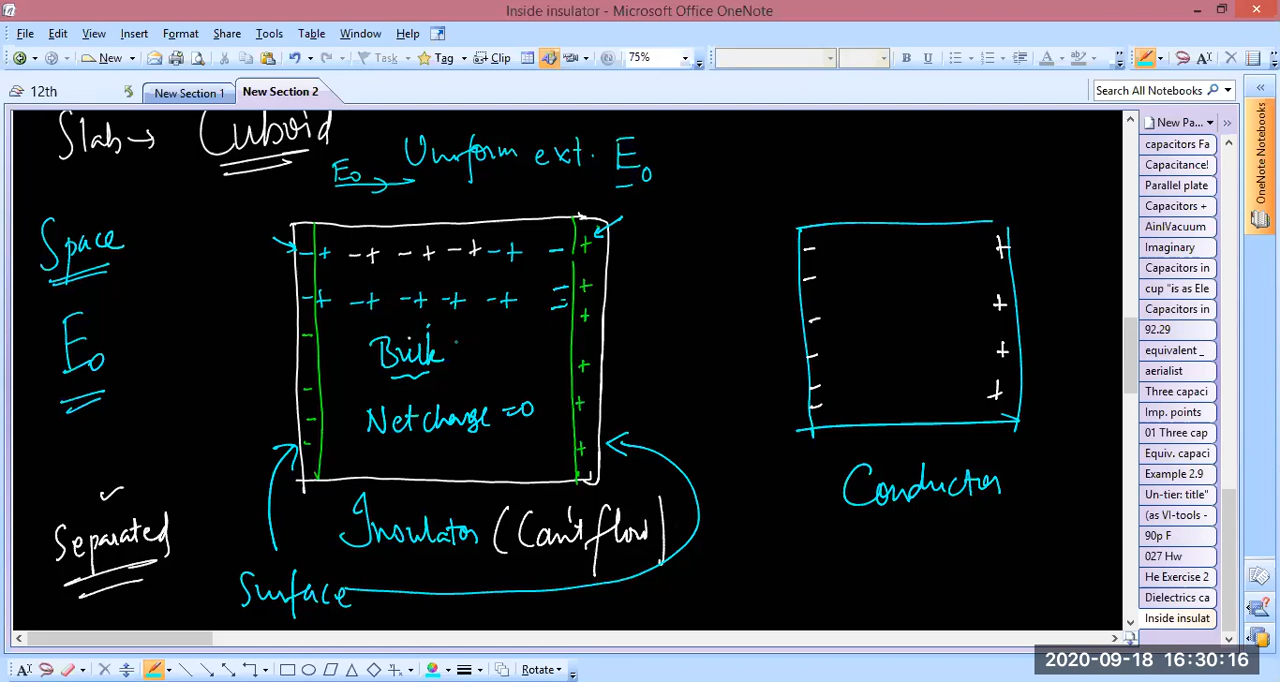 Inside insulator - Microsoft Office OneNote
File Edit View Insert Format Share Tools Table Window Help
New Task Tag Clip 75% B I U
12th New Section 1 New Section 2 Search All Notebooks
Slab → Cuboid
E0 Uniform ext. E0
Space
E0
- + - + - + - + - + - +
- + - + - + - + - + = +
Bulk
Net charge = 0
Separated
Insulator (Can't flow)
Surface
Conductor
New Pa...
capacitors Fa
Capacitance!
Parallel plate
Capacitors +
AinIVacuum
Imaginary
Capacitors in
cup "is as Ele
Capacitors in
92.29
equivalent _
aerialist
Three capaci
Imp. points
01 Three cap
Equiv. capaci
Example 2.9
Un-tier: title"
(as VI-tools -
90p F
027 Hw
He Exercise 2
Dielectrics ca
Inside insulat
OneNote Notebooks
2020-09-18 16:30:16
Rotate